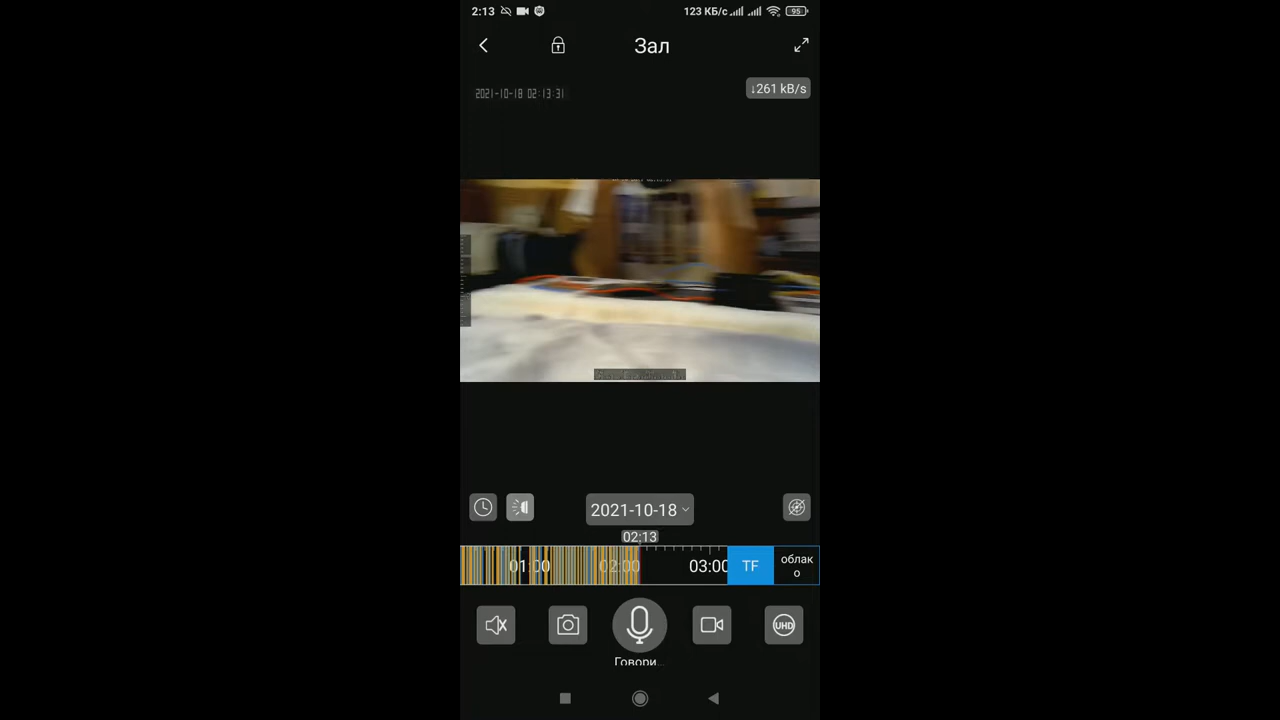 2:13 123 КБ/с 95
Зал
2021-10-18 02:13:31 ↓261 kB/s
2021-10-18
02:13
01:00 02:00 03:00 TF облак
о
UHD
Говори...